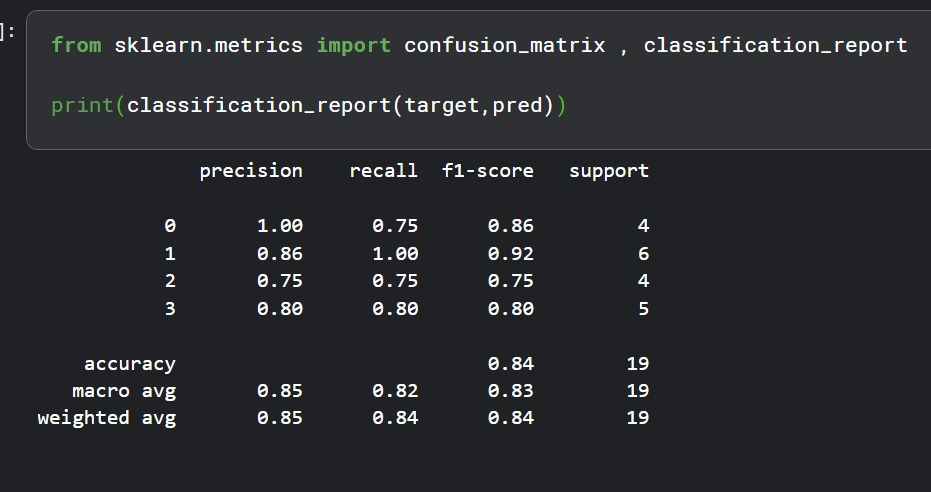 ]:
from sklearn.metrics import confusion_matrix , classification_report
print(classification_report(target,pred))
precision recall f1-score support
0 1.00 0.75 0.86 4
1 0.86 1.00 0.92 6
2 0.75 0.75 0.75 4
3 0.80 0.80 0.80 5
accuracy 0.84 19
macro avg 0.85 0.82 0.83 19
weighted avg 0.85 0.84 0.84 19